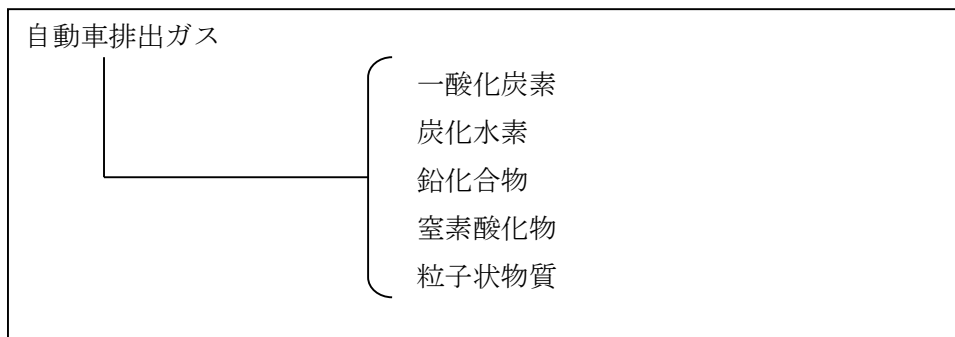 自動車排出ガス
一酸化炭素
炭化水素
鉛化合物
窒素酸化物
粒子状物質